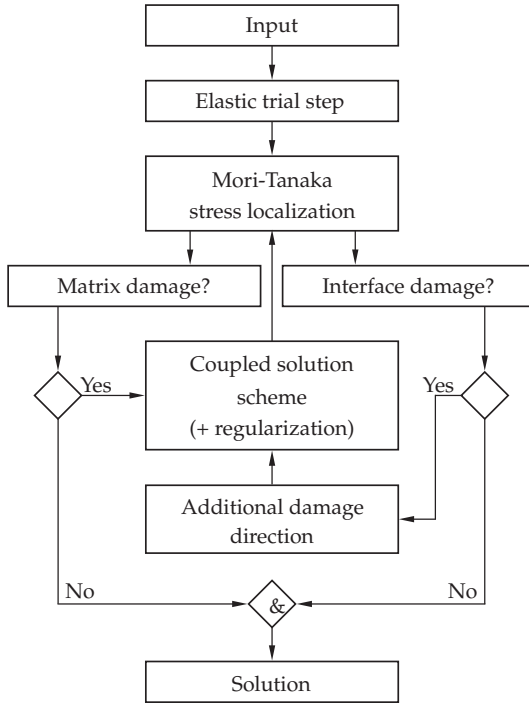 Input
Elastic trial step
Mori-Tanaka
stress localization
Matrix damage?
Interface damage?
Yes
Coupled solution
scheme
(+ regularization)
Yes
Additional damage
direction
No
&
No
Solution